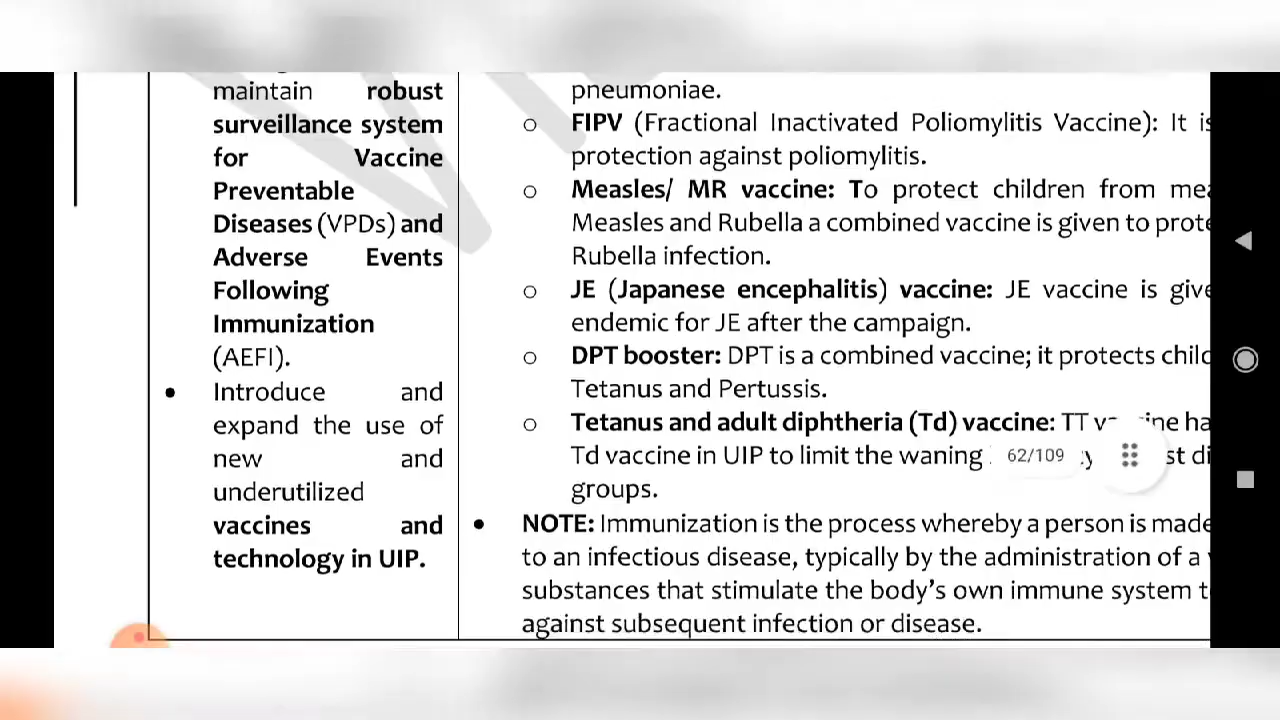 maintain robust
surveillance system
for Vaccine
Preventable
Diseases (VPDs) and
Adverse Events
Following
Immunization
(AEFI).
• Introduce and
expand the use of
new and
underutilized
vaccines and
technology in UIP.
pneumoniae.
o FIPV (Fractional Inactivated Poliomylitis Vaccine): It is
protection against poliomylitis.
o Measles/ MR vaccine: To protect children from
Measles and Rubella a combined vaccine is given to
Rubella infection.
o JE (Japanese encephalitis) vaccine: JE vaccine is
endemic for JE after the campaign.
o DPT booster: DPT is a combined vaccine; it protects
Tetanus and Pertussis.
o Tetanus and adult diphtheria (Td) vaccine: TT
Td vaccine in UIP to limit the waning
groups.
• NOTE: Immunization is the process whereby a person is made
to an infectious disease, typically by the administration of a
substances that stimulate the body's own immune system
against subsequent infection or disease.
62/109